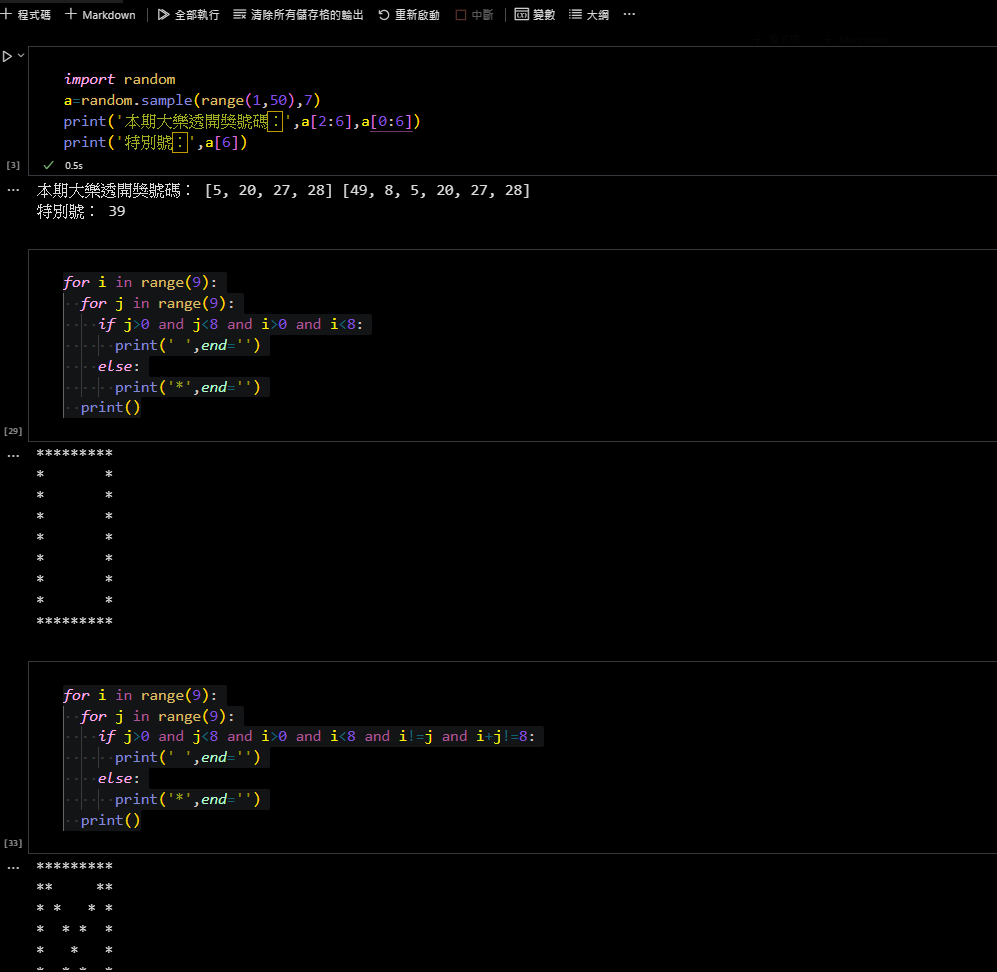 程式碼 Markdown 全部執行 清除所有儲存格的輸出 重新啟動 中斷 變數 大綱 ...
import random
a=random.sample(range(1,50),7)
print('本期大樂透開獎號碼：',a[2:6],a[0:6])
print('特別號：',a[6])
[3] 0.5s
本期大樂透開獎號碼： [5, 20, 27, 28] [49, 8, 5, 20, 27, 28]
特別號： 39
for i in range(9):
  for j in range(9):
    if j>0 and j<8 and i>0 and i<8:
      print(' ',end='')
    else:
      print('*',end='')
  print()
[29]
*********
*       *
*       *
*       *
*       *
*       *
*       *
*       *
*********
for i in range(9):
  for j in range(9):
    if j>0 and j<8 and i>0 and i<8 and i!=j and i+j!=8:
      print(' ',end='')
    else:
      print('*',end='')
  print()
[33]
*********
**     **
* *   * *
*  * *  *
*   *   *
*  * *  *